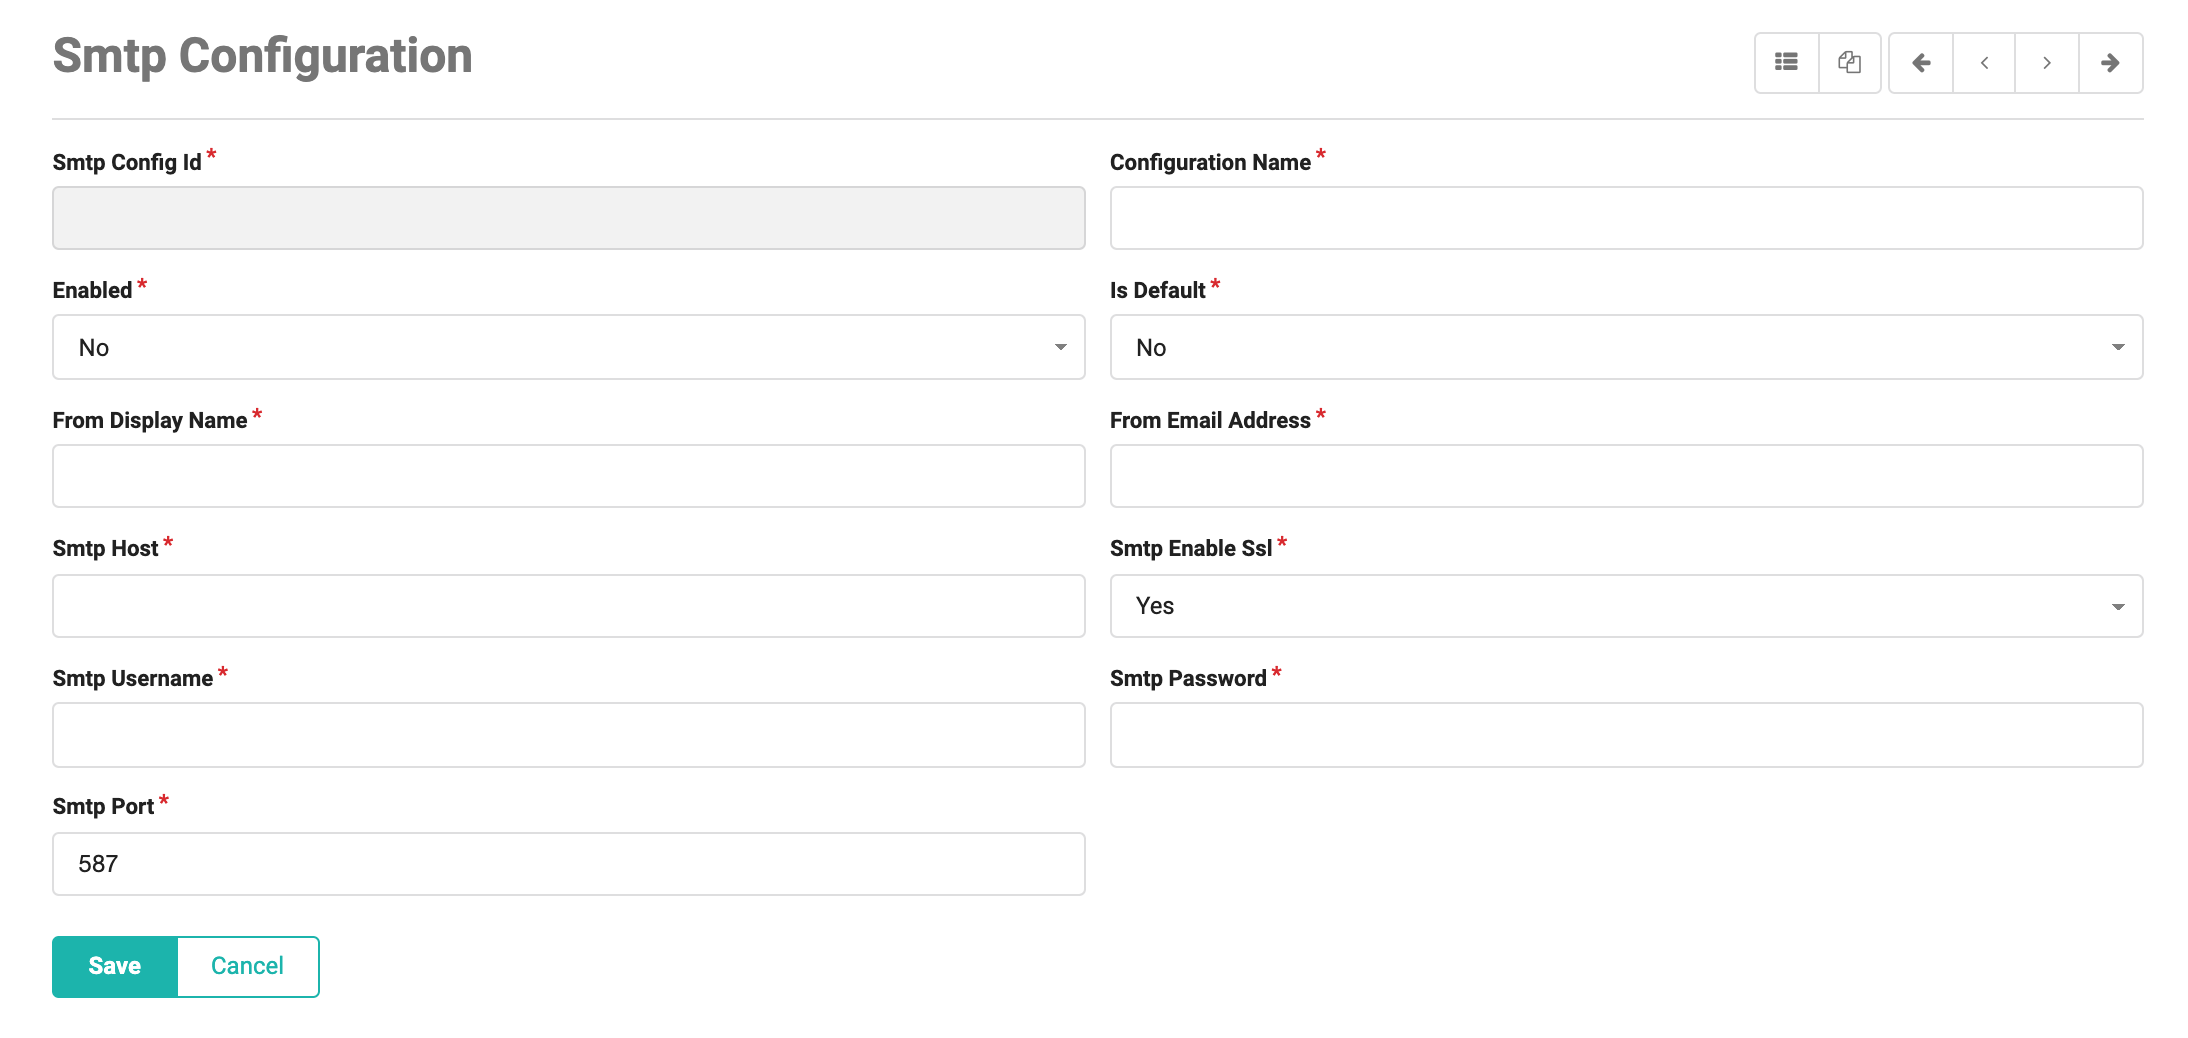 Smtp Configuration
Smtp Config Id *
Configuration Name *
Enabled *
Is Default *
No
No
From Display Name *
From Email Address *
Smtp Host *
Smtp Enable Ssl *
Yes
Smtp Username *
Smtp Password *
Smtp Port *
587
Save
Cancel